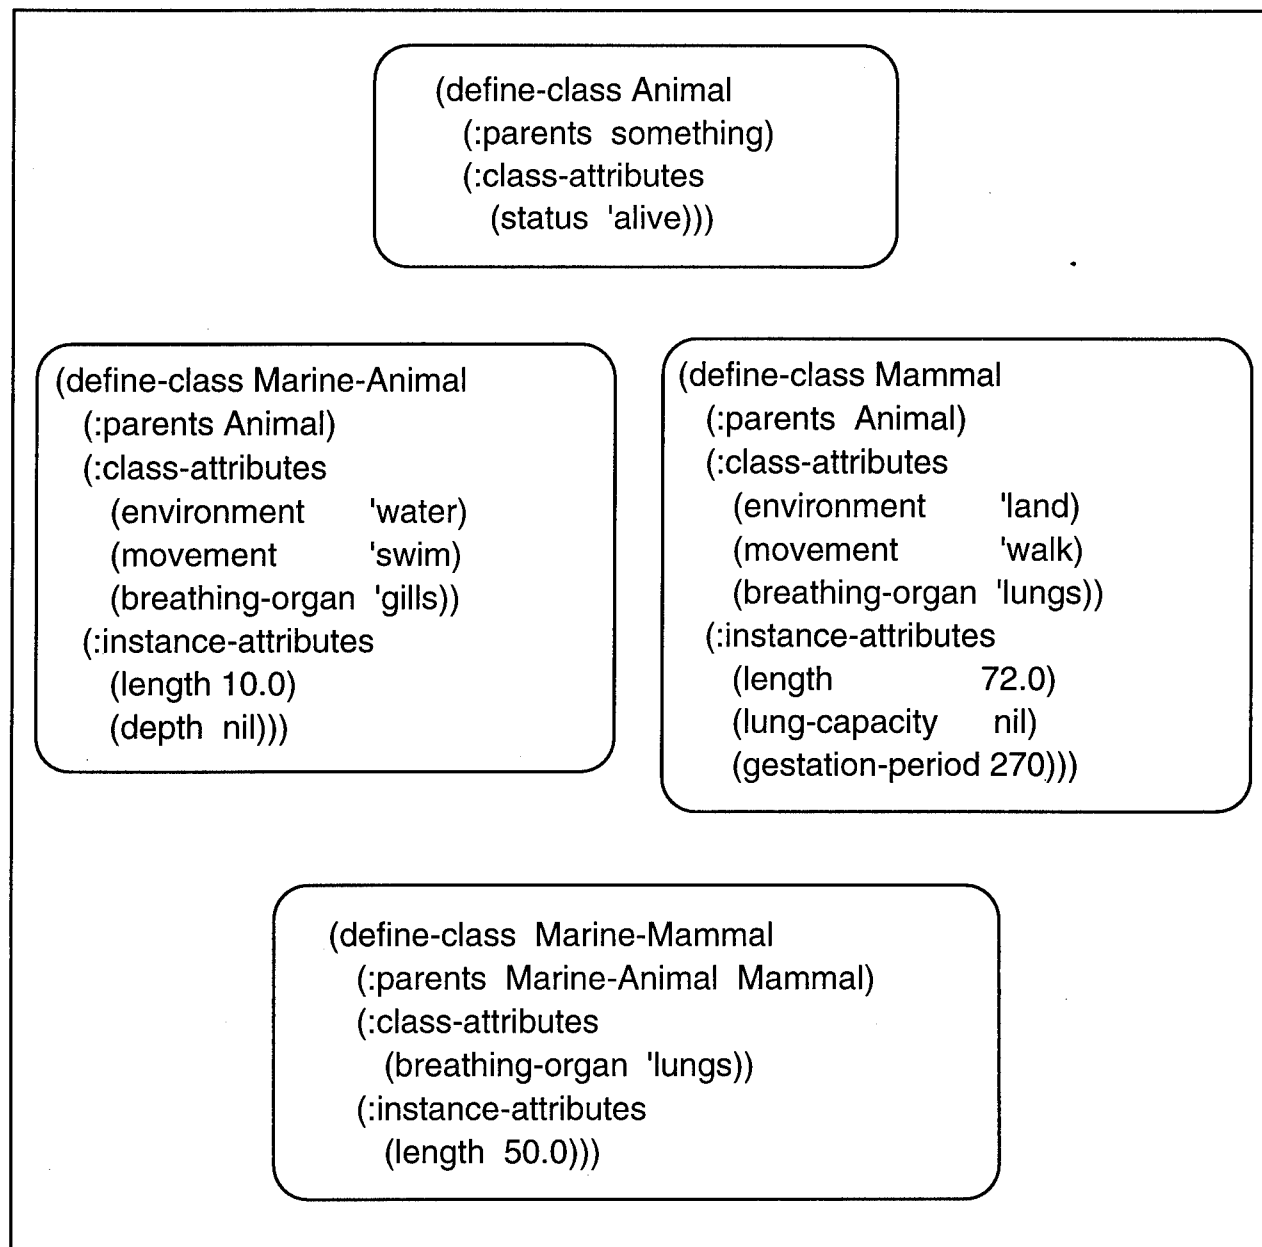 (define-class Animal
(:parents something)
(:class-attributes
(status 'alive)))
(define-class Marine-Animal
(:parents Animal)
(:class-attributes
(environment 'water)
(movement 'swim)
(breathing-organ 'gills))
(:instance-attributes
(length 10.0)
(depth nil)))
(define-class Mammal
(:parents Animal)
(:class-attributes
(environment 'land)
(movement 'walk)
(breathing-organ 'lungs))
(:instance-attributes
(length 72.0)
(lung-capacity nil)
(gestation-period 270)))
(define-class Marine-Mammal
(:parents Marine-Animal Mammal)
(:class-attributes
(breathing-organ 'lungs))
(:instance-attributes
(length 50.0)))